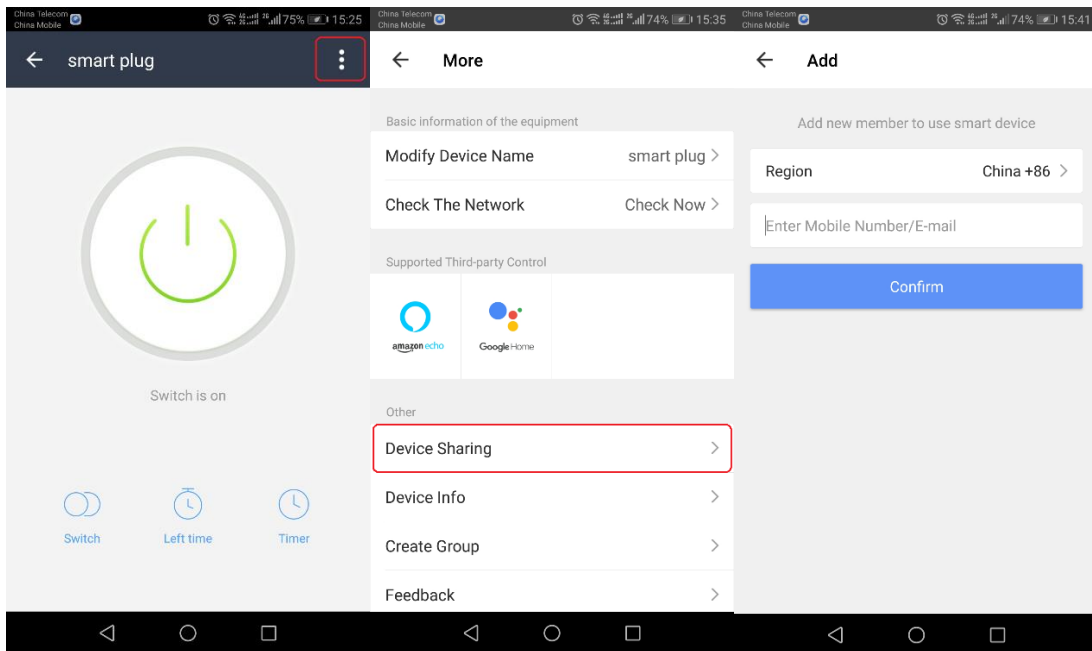 China Telecom
China Mobile
75% 15:25
smart plug
Switch is on
Switch
Left time
Timer
China Telecom
China Mobile
74% 15:35
More
Basic information of the equipment
Modify Device Name smart plug
Check The Network Check Now
Supported Third-party Control
amazon echo
Google Home
Other
Device Sharing
Device Info
Create Group
Feedback
China Telecom
China Mobile
74% 15:41
Add
Add new member to use smart device
Region China +86
Enter Mobile Number/E-mail
Confirm